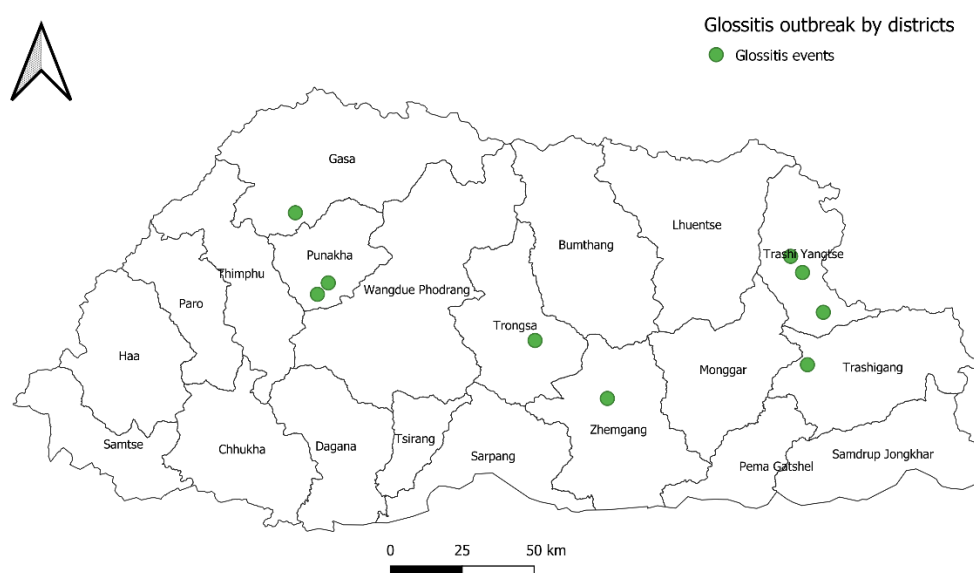 Glossitis outbreak by districts
Glossitis events
Gasa
Lhuentse
Punakha
Bumthang
Trashi Yangtse
Thimphu
Wangdue Phodrang
Paro
Trongsa
Haa
Monggar
Trashigang
Zhemgang
Samtse
Chhukha
Dagana
Tsirang
Sarpang
Samdrup Jongkhar
Pema Gatshel
0 25 50 km